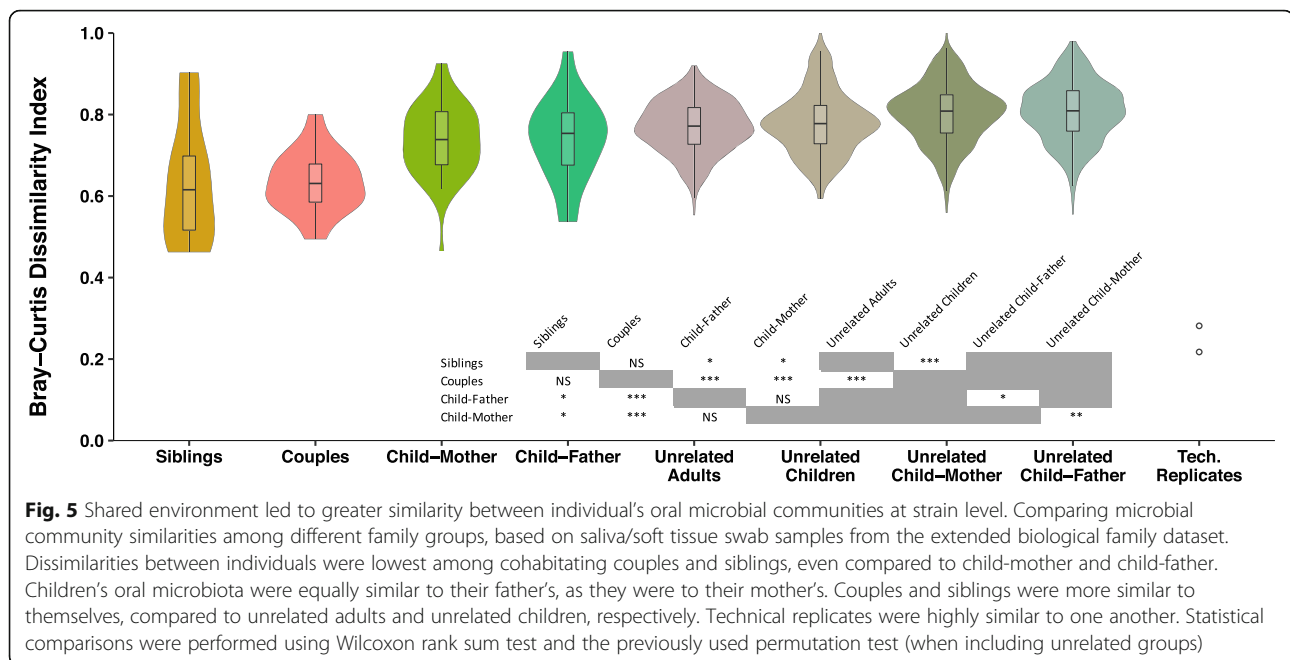 Bray–Curtis Dissimilarity Index
1.0
0.8
0.6
0.4
0.2
0.0
Siblings
Couples
Child-Father
Child-Mother
Unrelated Adults
Unrelated Children
Unrelated Child-Father
Unrelated Child-Mother
Siblings NS * * ***
Couples NS *** *** ***
Child-Father * *** NS *
Child-Mother * *** NS **
Siblings
Couples
Child–Mother
Child–Father
Unrelated
Adults
Unrelated
Children
Unrelated
Child–Mother
Unrelated
Child–Father
Tech.
Replicates
Fig. 5 Shared environment led to greater similarity between individual's oral microbial communities at strain level. Comparing microbial
community similarities among different family groups, based on saliva/soft tissue swab samples from the extended biological family dataset.
Dissimilarities between individuals were lowest among cohabitating couples and siblings, even compared to child-mother and child-father.
Children's oral microbiota were equally similar to their father's, as they were to their mother's. Couples and siblings were more similar to
themselves, compared to unrelated adults and unrelated children, respectively. Technical replicates were highly similar to one another. Statistical
comparisons were performed using Wilcoxon rank sum test and the previously used permutation test (when including unrelated groups)